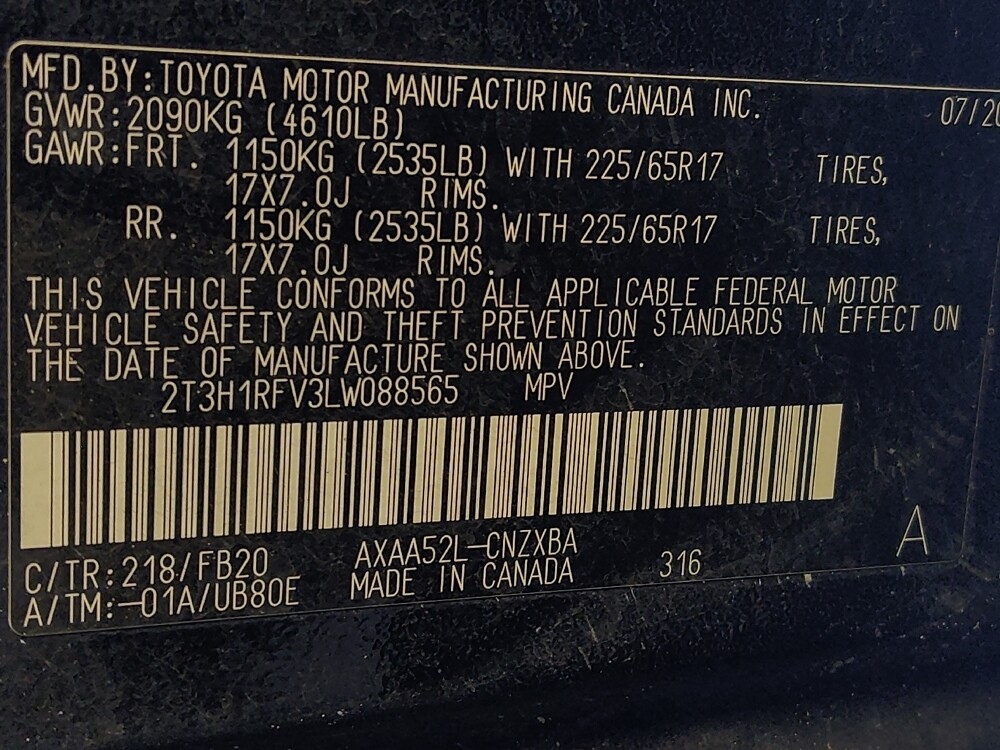 MFD.BY:TOYOTA MOTOR MANUFACTURING CANADA INC. 07/20
GVWR:2090KG (4610LB)
GAWR:FRT. 1150KG (2535LB) WITH 225/65R17 TIRES,
17X7.0J RIMS.
RR. 1150KG (2535LB) WITH 225/65R17 TIRES,
17X7.0J RIMS.
THIS VEHICLE CONFORMS TO ALL APPLICABLE FEDERAL MOTOR
VEHICLE SAFETY AND THEFT PREVENTION STANDARDS IN EFFECT ON
THE DATE OF MANUFACTURE SHOWN ABOVE.
2T3H1RFV3LW088565 MPV
C/TR:218/FB20 AXAA52L-CNZXBA 316 A
A/TM:-01A/UB80E MADE IN CANADA